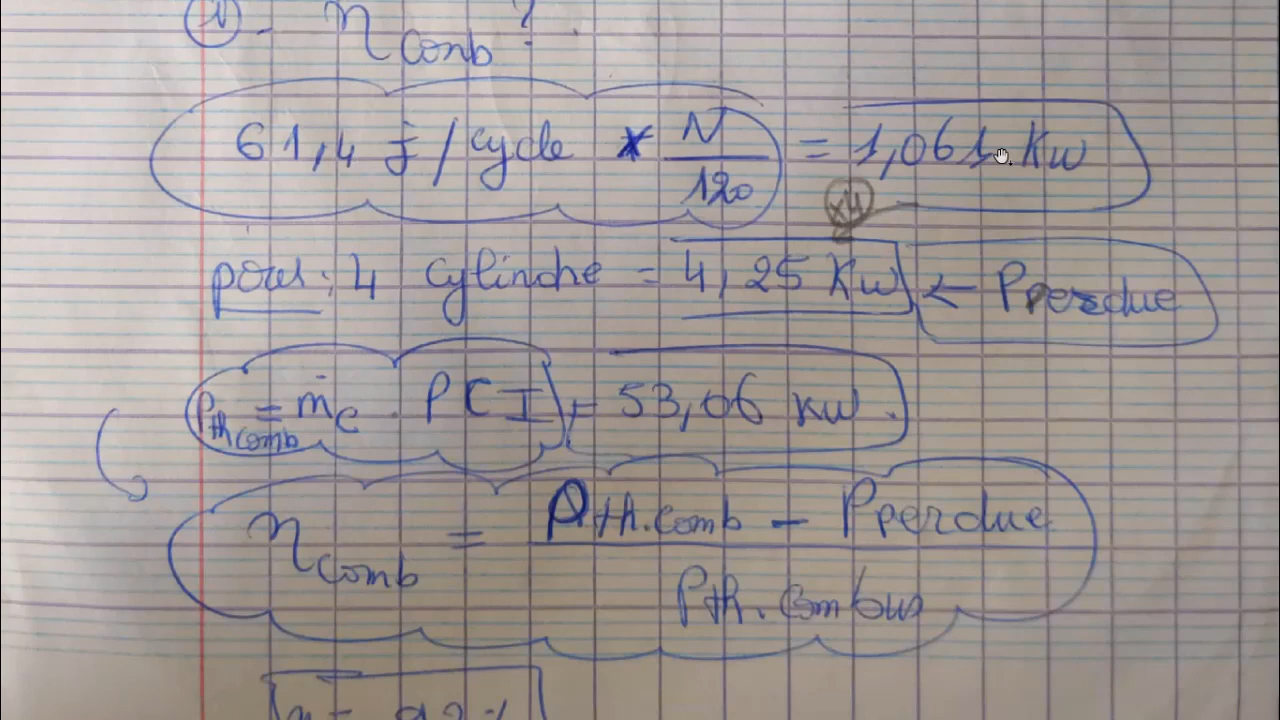 1 - η comb ?
61,4 j/cycle * N/120 = 1,061 Kw
x4
pour : 4 cylindre = 4,25 Kw ← Pperdue
Pth comb = ṁc . PCI = 53,06 kw.
η comb = Pth.comb - Pperdue
Pth. combus